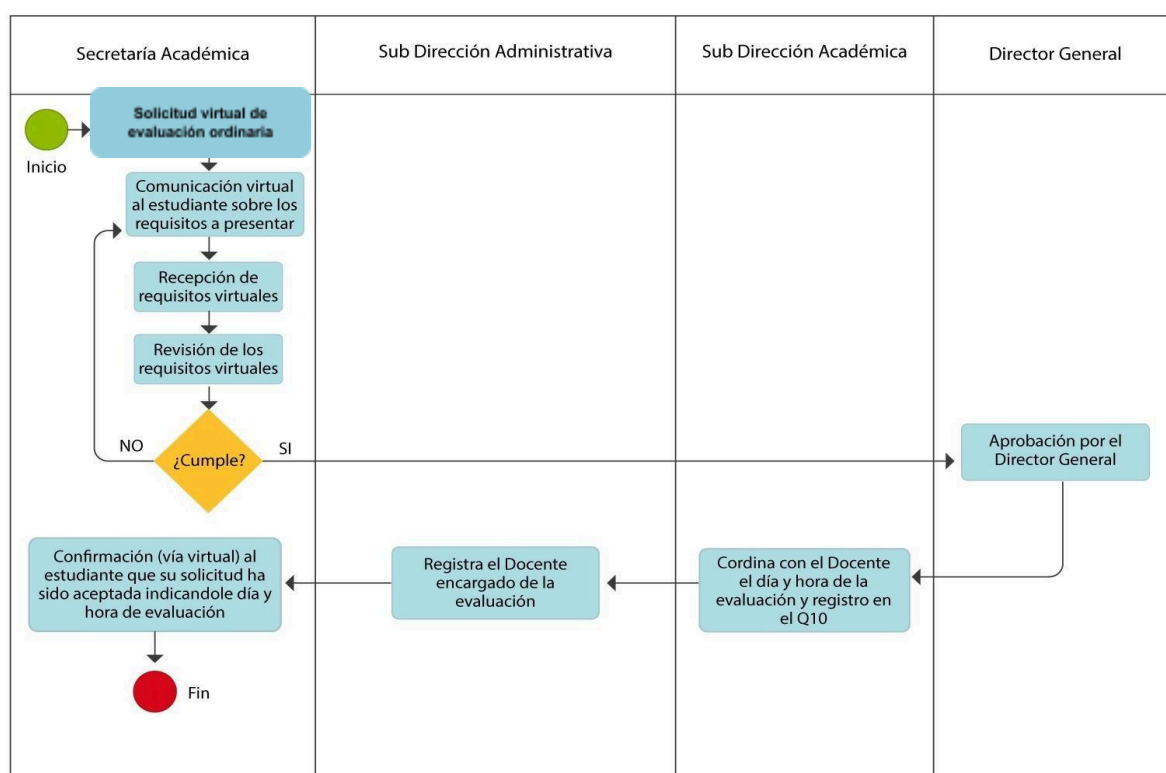 Secretaría Académica
Sub Dirección Administrativa
Sub Dirección Académica
Director General
Inicio
Solicitud virtual de
evaluación ordinaria
Comunicación virtual
al estudiante sobre los
requisitos a presentar
Recepción de
requisitos virtuales
Revisión de los
requisitos virtuales
NO
¿Cumple?
SI
Aprobación por el
Director General
Cordina con el Docente
el día y hora de la
evaluación y registro en
el Q10
Registra el Docente
encargado de la
evaluación
Confirmación (vía virtual) al
estudiante que su solicitud ha
sido aceptada indicandole día y
hora de evaluación
Fin